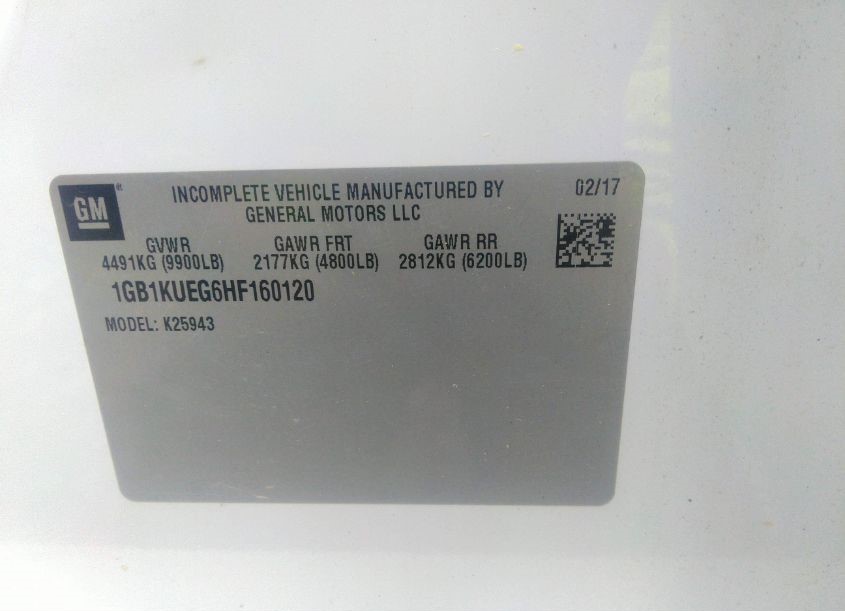 GM®
INCOMPLETE VEHICLE MANUFACTURED BY
GENERAL MOTORS LLC
02/17
GVWR GAWR FRT GAWR RR
4491KG (9900LB) 2177KG (4800LB) 2812KG (6200LB)
1GB1KUEG6HF160120
MODEL: K25943